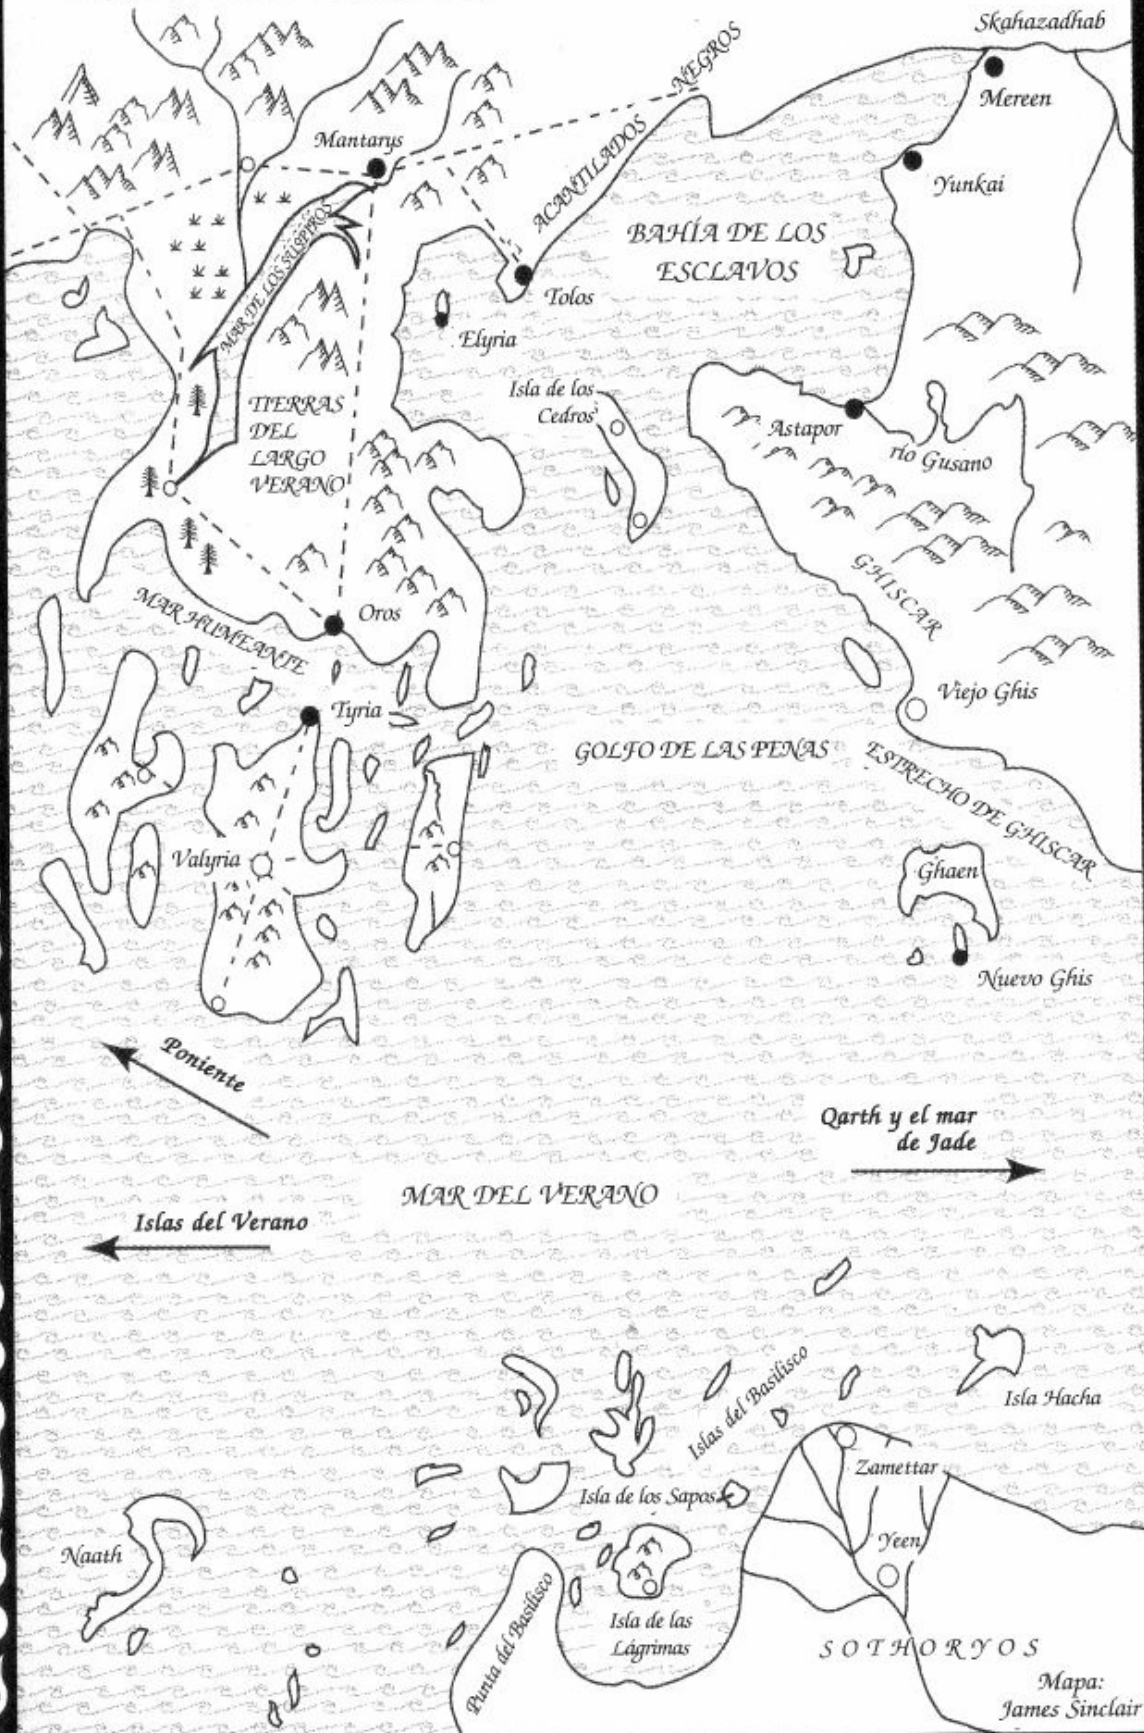 Skahazadhab
Mereen
NEGROS
ACANTILADOS
Mantarys
Yunkai
BAHÍA DE LOS
ESCLAVOS
MAR DE LOS SUSPIROS
Tolos
Elyria
Isla de los
Cedros
TIERRAS
DEL
LARGO
VERANO
Astapor
río Gusano
GHISCAR
MAR HUMEANTE
Oros
Viejo Ghis
Tyria
GOLFO DE LAS PENAS
ESTRECHO DE GHISCAR
Valyria
Ghaen
Nuevo Ghis
Poniente
Qarth y el mar
de Jade
MAR DEL VERANO
Islas del Verano
Islas del Basilisco
Isla Hacha
Zamettar
Isla de los Sapos
Naath
Yeen
Punta del Basilisco
Isla de las
Lágrimas
SOTHORYOS
Mapa:
James Sinclair